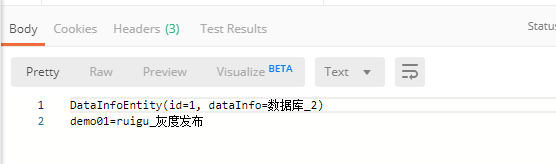 Body Cookies Headers (3) Test Results Status
Pretty Raw Preview Visualize BETA Text
1 DataInfoEntity(id=1, dataInfo=数据库_2)
2 demo01=ruigu_灰度发布